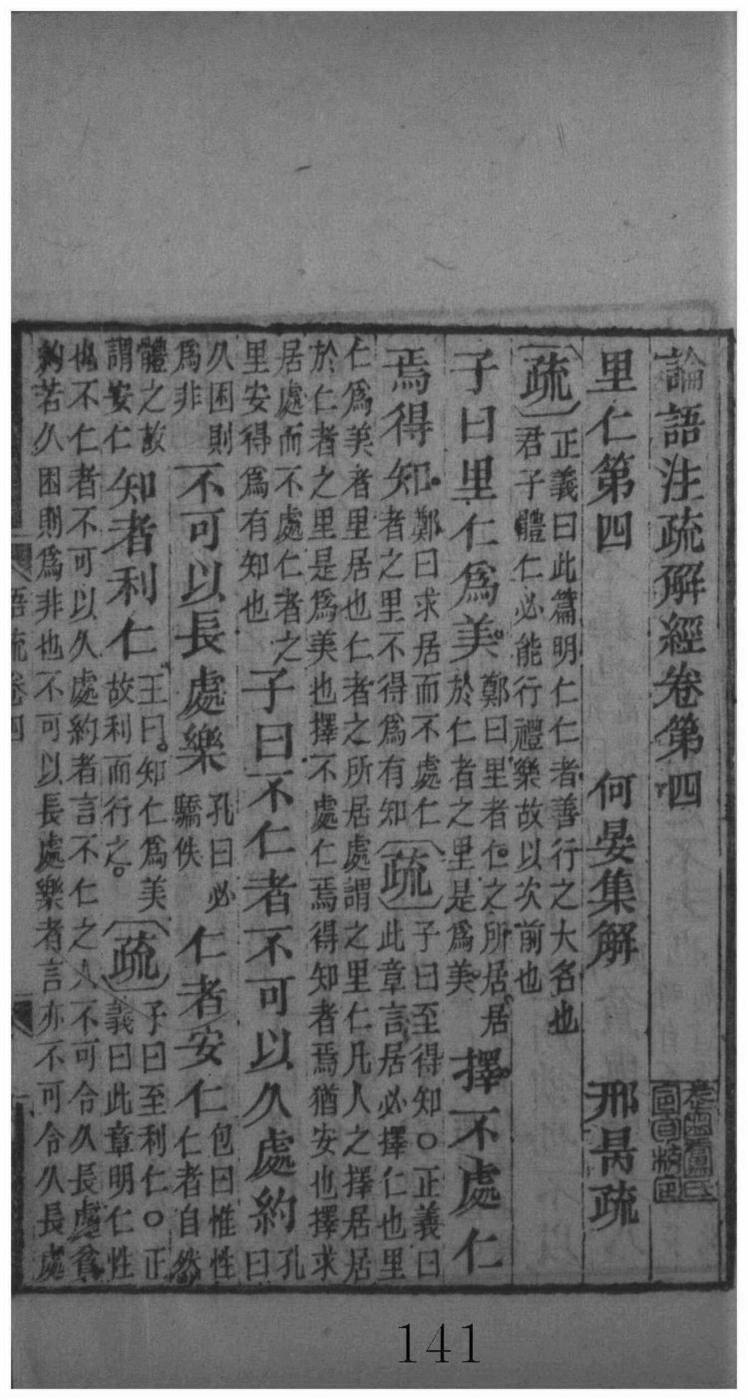 論語注疏解經卷第四
里仁第四 何晏集解 邢昺疏
疏 正義曰此篇明仁仁者善行之大名也
君子體仁必能行禮樂故以次前也
子曰里仁爲美 鄭曰里者仁之所居居
於仁者之里是爲美 擇不處仁
焉得知 鄭曰求居而不處仁
者之里不得爲有知 疏 子曰至得知○正義曰
此章言居必擇仁也里
仁爲美者里居也仁者之所居處謂之里仁凡人之擇居居
於仁者之里是爲美也擇不處仁焉得知者焉猶安也擇求
居處而不處仁者之
里安得爲有知也 子曰不仁者不可以久處約 孔
曰
久困則
爲非 不可以長處樂 孔曰必
驕佚 仁者安仁 包曰惟性
仁者自然
體之故
謂安仁 知者利仁 王曰知仁爲美
故利而行之 疏 子曰至利仁○正
義曰此章明仁性
也不仁者不可以久處約者言不仁之人不可令久長處貧
約若久困則爲非也不可以長處樂者言亦不可令久長處
語疏卷四
141